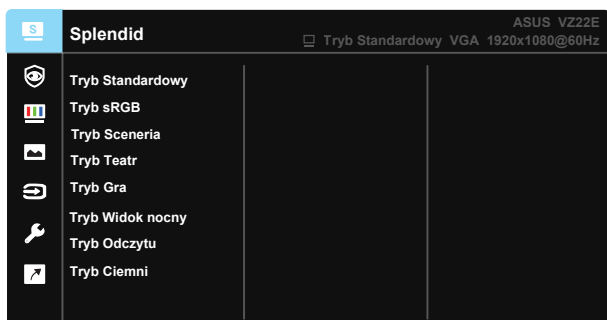 S
Splendid
ASUS VZ22E
Tryb Standardowy VGA 1920x1080@60Hz
Tryb Standardowy
Tryb sRGB
Tryb Sceneria
Tryb Teatr
Tryb Gra
Tryb Widok nocny
Tryb Odczytu
Tryb Ciemni